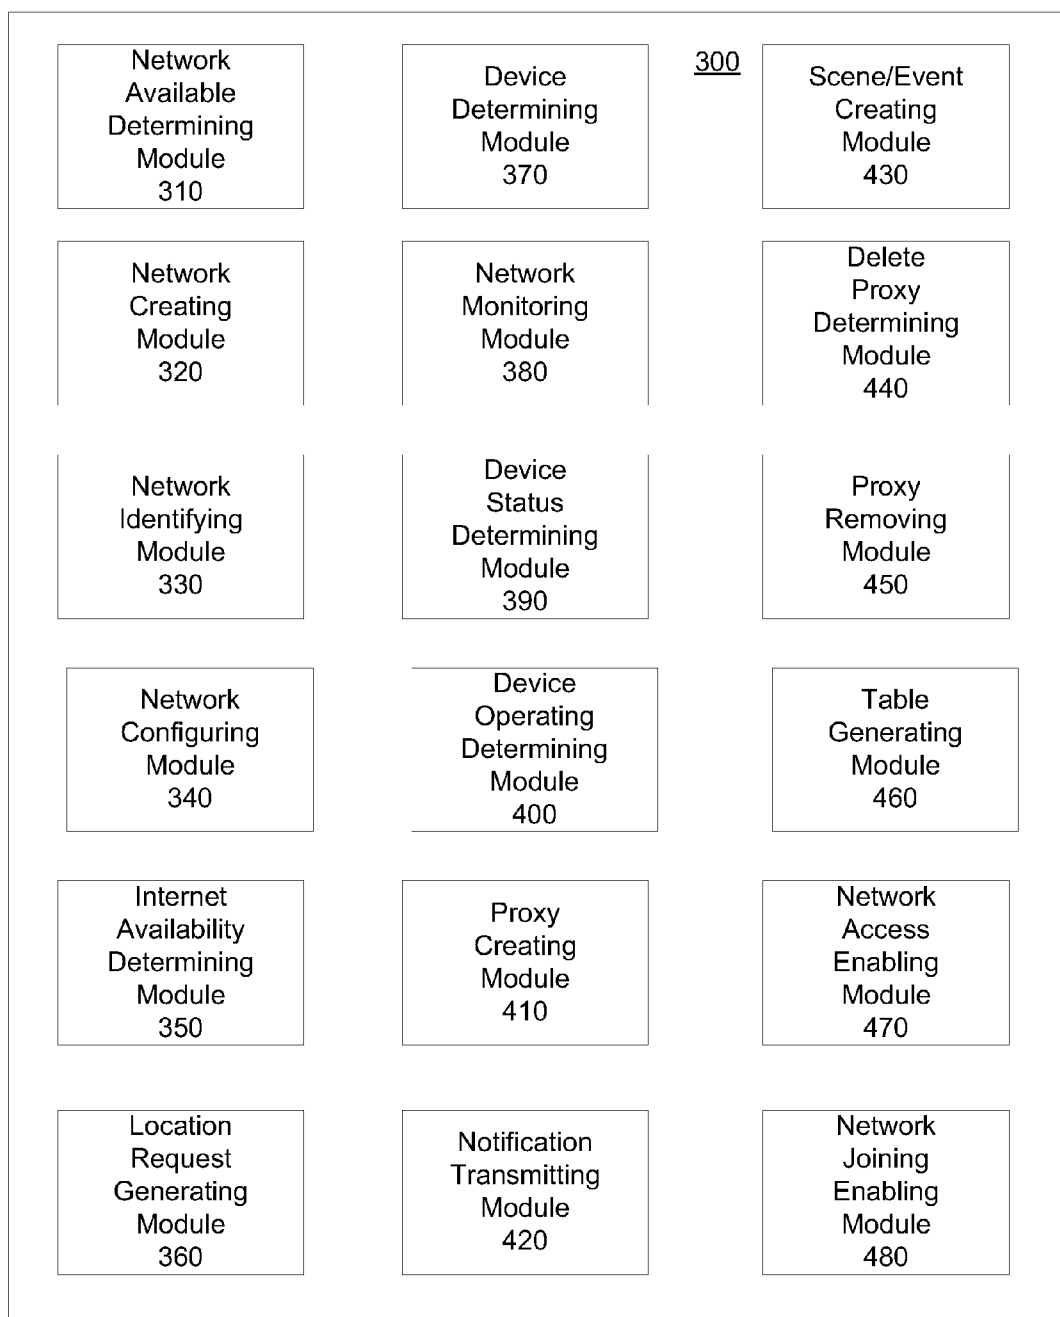 300
Network
Available
Determining
Module
310
Network
Creating
Module
320
Network
Identifying
Module
330
Network
Configuring
Module
340
Internet
Availability
Determining
Module
350
Location
Request
Generating
Module
360
Device
Determining
Module
370
Network
Monitoring
Module
380
Device
Status
Determining
Module
390
Device
Operating
Determining
Module
400
Proxy
Creating
Module
410
Notification
Transmitting
Module
420
Scene/Event
Creating
Module
430
Delete
Proxy
Determining
Module
440
Proxy
Removing
Module
450
Table
Generating
Module
460
Network
Access
Enabling
Module
470
Network
Joining
Enabling
Module
480